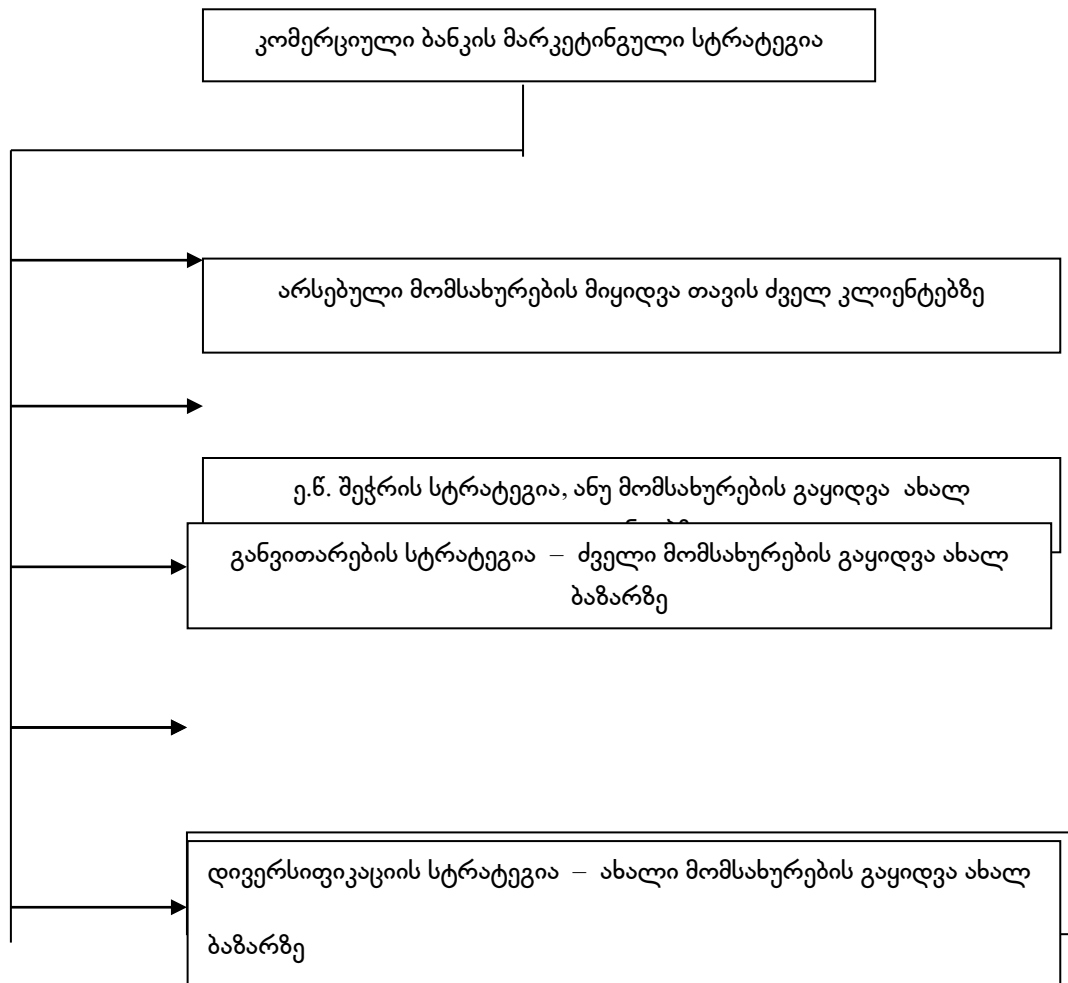 კომერციული ბანკის მარკეტინგული სტრატეგია
არსებული მომსახურების მიყიდვა თავის ძველ კლიენტებზე
ე.წ. შეჭრის სტრატეგია, ანუ მომსახურების გაყიდვა ახალ
განვითარების სტრატეგია – ძველი მომსახურების გაყიდვა ახალ
ბაზარზე
დივერსიფიკაციის სტრატეგია – ახალი მომსახურების გაყიდვა ახალ
ბაზარზე